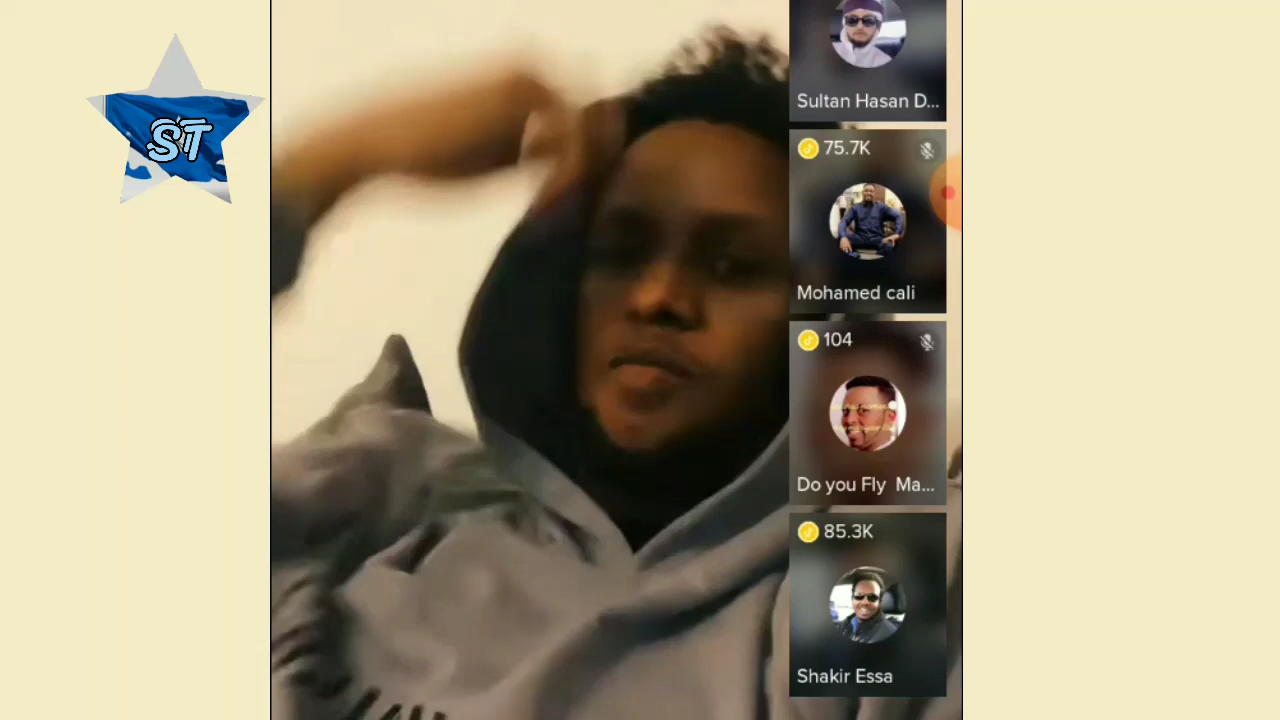 ST
Sultan Hasan D...
75.7K
Mohamed cali
104
Do you Fly Ma...
85.3K
Shakir Essa